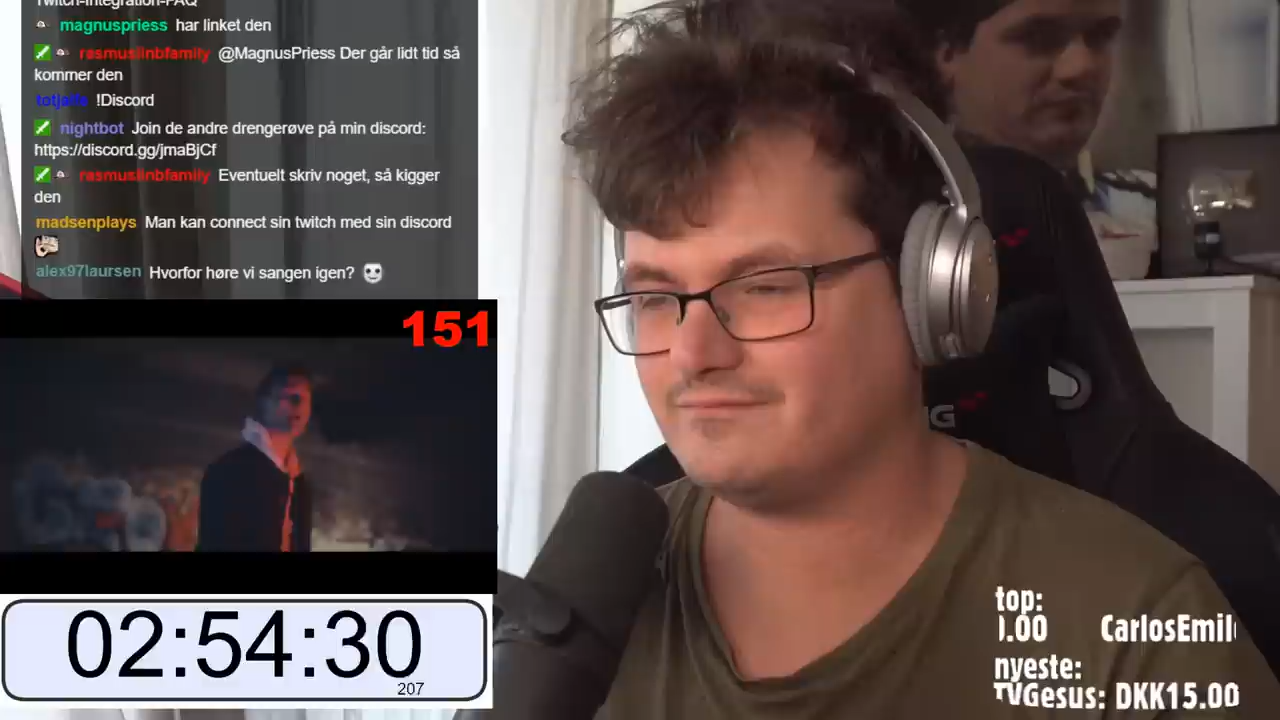 Twitch-Integration-FAQ
magnuspriess har linket den
rasmuslinbfamily @MagnusPriess Der går lidt tid så
kommer den
!Discord
nightbot Join de andre drengerøve på min discord:
https://discord.gg/jmaBjCf
rasmuslinbfamily Eventuelt skriv noget, så kigger
den
madsenplays Man kan connect sin twitch med sin discord
alex97laursen Hvorfor høre vi sangen igen?
151
02:54:30
207
top:
.00 CarlosEmil
nyeste:
TVGesus: DKK15.00